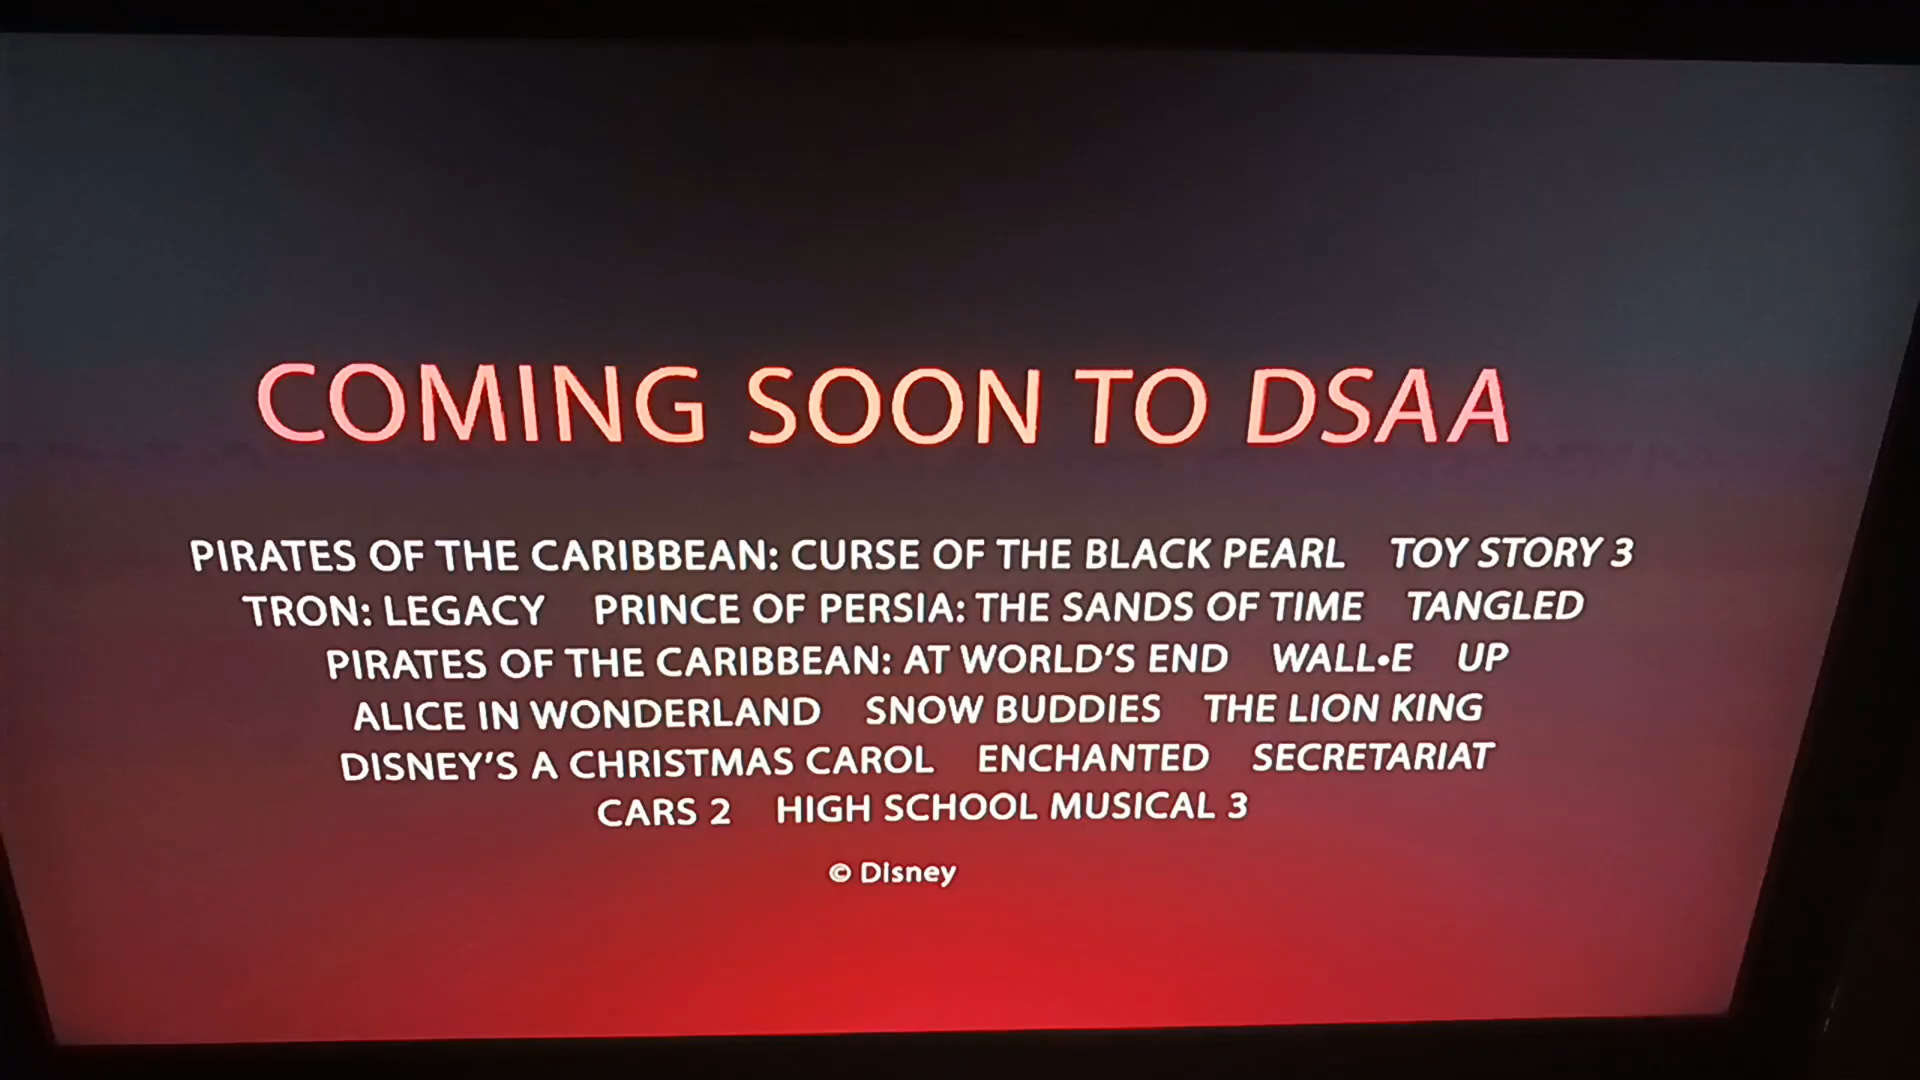 COMING SOON TO DSAA
PIRATES OF THE CARIBBEAN: CURSE OF THE BLACK PEARL TOY STORY 3
TRON: LEGACY PRINCE OF PERSIA: THE SANDS OF TIME TANGLED
PIRATES OF THE CARIBBEAN: AT WORLD'S END WALL•E UP
ALICE IN WONDERLAND SNOW BUDDIES THE LION KING
DISNEY'S A CHRISTMAS CAROL ENCHANTED SECRETARIAT
CARS 2 HIGH SCHOOL MUSICAL 3
© Disney